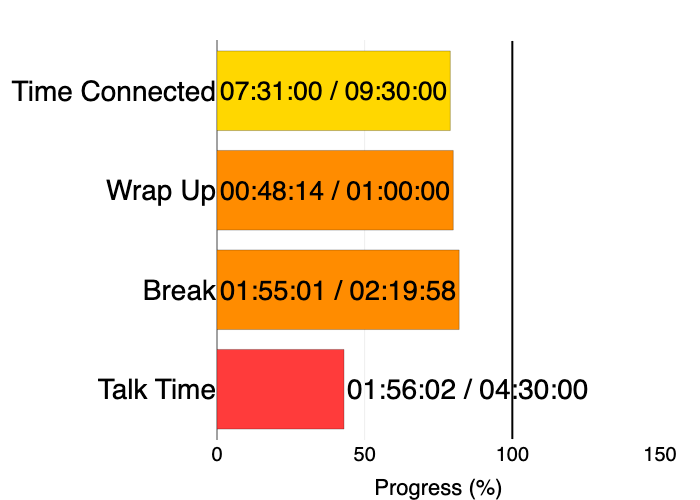 Time Connected 07:31:00 / 09:30:00
Wrap Up 00:48:14 / 01:00:00
Break 01:55:01 / 02:19:58
Talk Time 01:56:02 / 04:30:00
0 50 100 150
Progress (%)